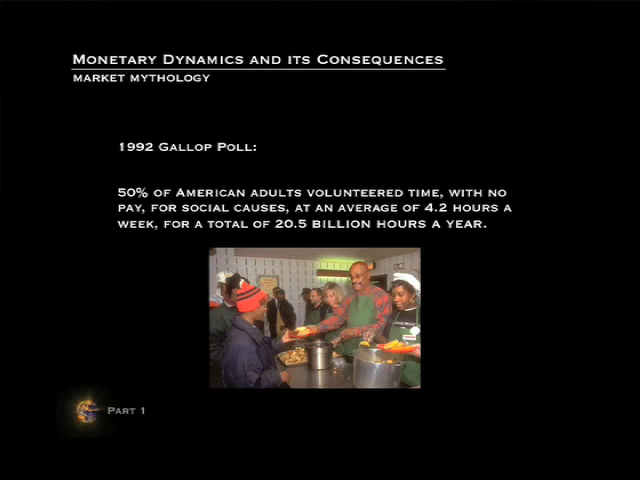 Monetary Dynamics and its Consequences
market mythology
1992 Gallop Poll:
50% of American adults volunteered time, with no
pay, for social causes, at an average of 4.2 hours a
week, for a total of 20.5 billion hours a year.
Part 1